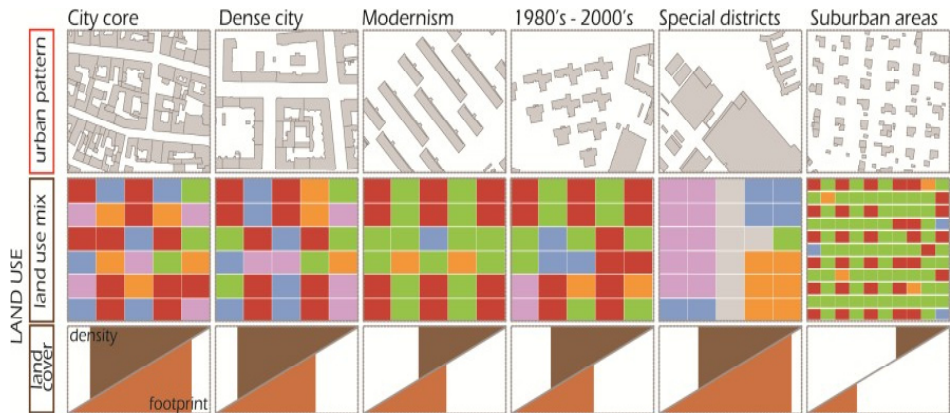 City core
Dense city
Modernism
1980's - 2000's
Special districts
Suburban areas
urban pattern
LAND USE
land use mix
land cover
density
footprint